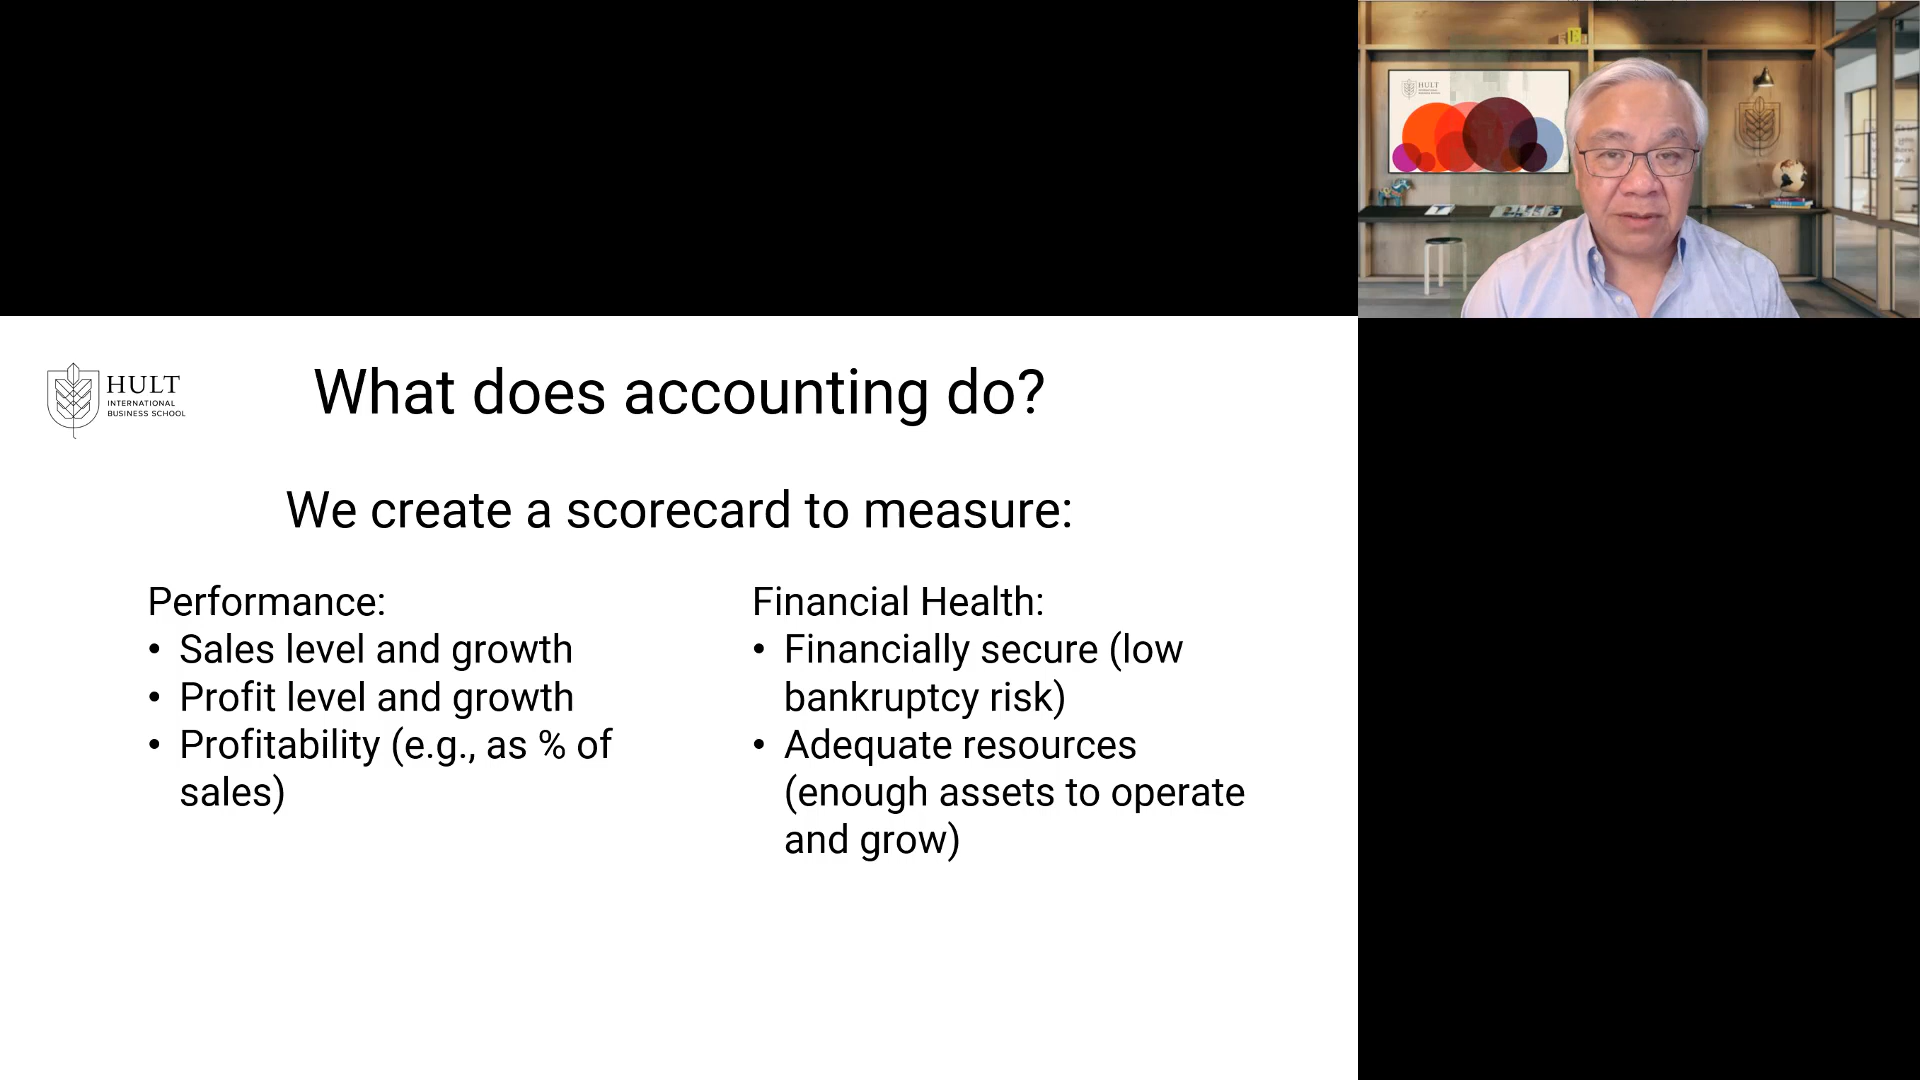 HULT
HULT
INTERNATIONAL
BUSINESS SCHOOL
What does accounting do?
We create a scorecard to measure:
Performance:
• Sales level and growth
• Profit level and growth
• Profitability (e.g., as % of
sales)
Financial Health:
• Financially secure (low
bankruptcy risk)
• Adequate resources
(enough assets to operate
and grow)